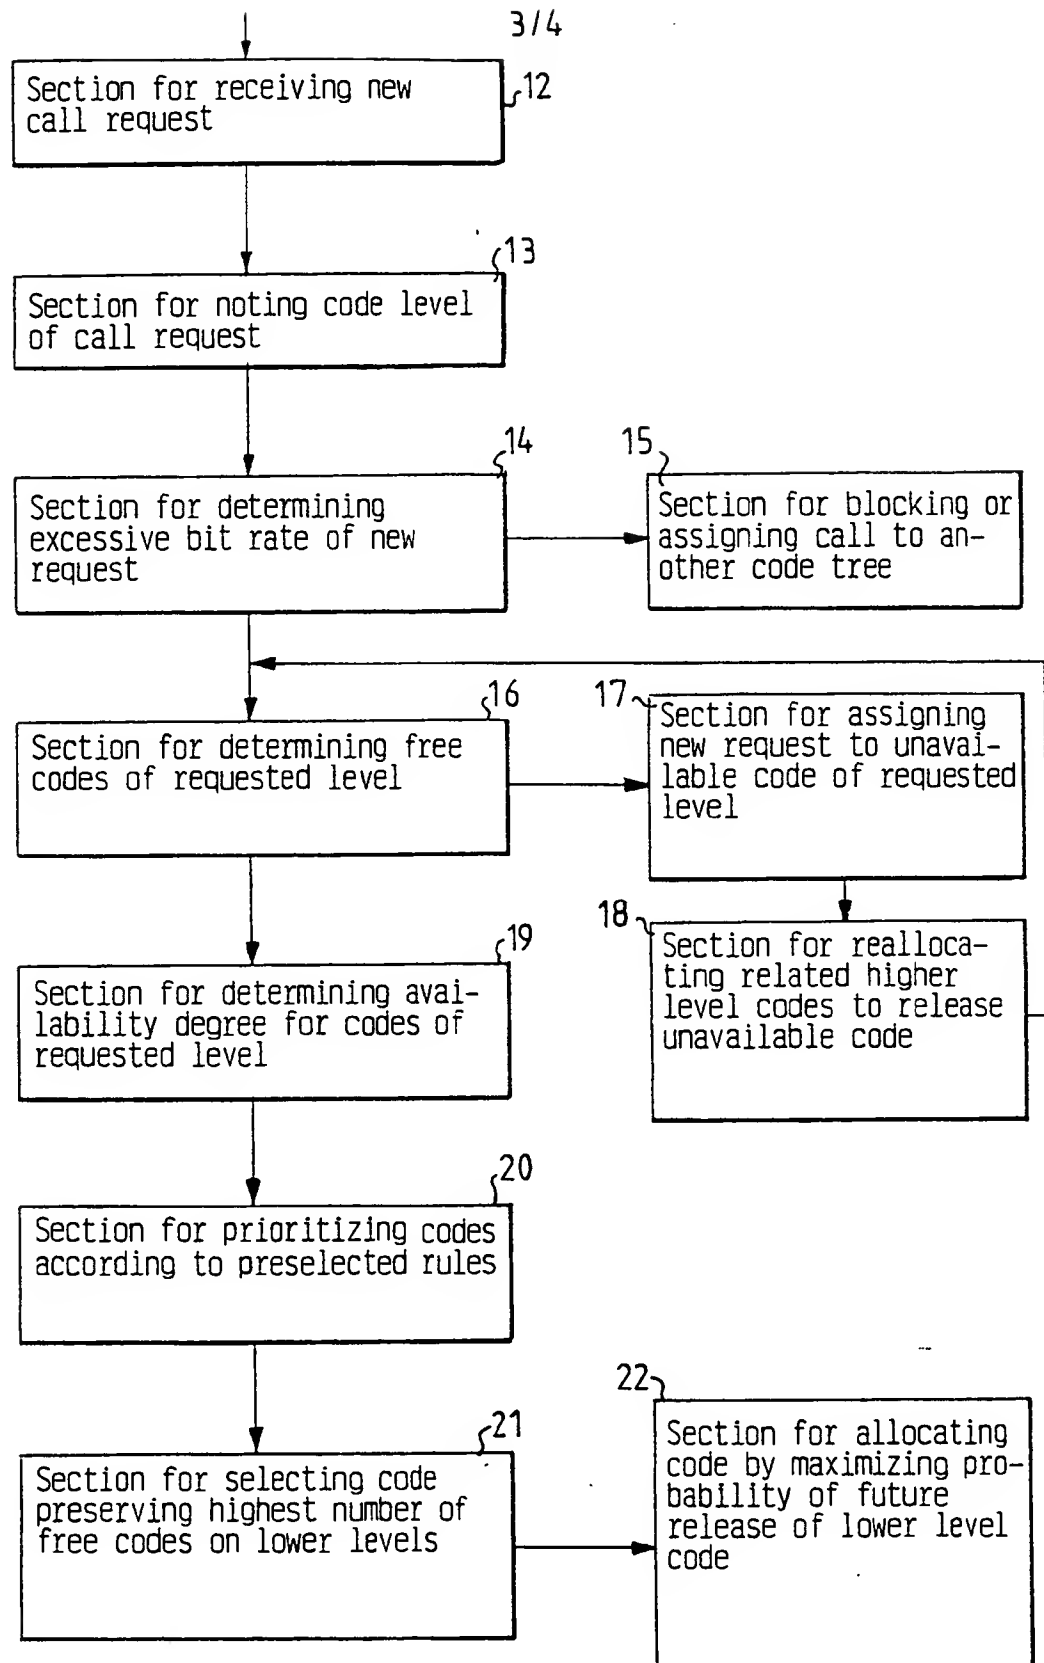 3/4
Section for receiving new
call request
12
13
Section for noting code level
of call request
14
Section for determining
excessive bit rate of new
request
15
Section for blocking or
assigning call to an-
other code tree
16
Section for determining free
codes of requested level
17
Section for assigning
new request to unavai-
lable code of requested
level
18
Section for realloca-
ting related higher
level codes to release
unavailable code
19
Section for determining avai-
lability degree for codes of
requested level
20
Section for prioritizing codes
according to preselected rules
21
Section for selecting code
preserving highest number of
free codes on lower levels
22
Section for allocating
code by maximizing pro-
bability of future
release of lower level
code